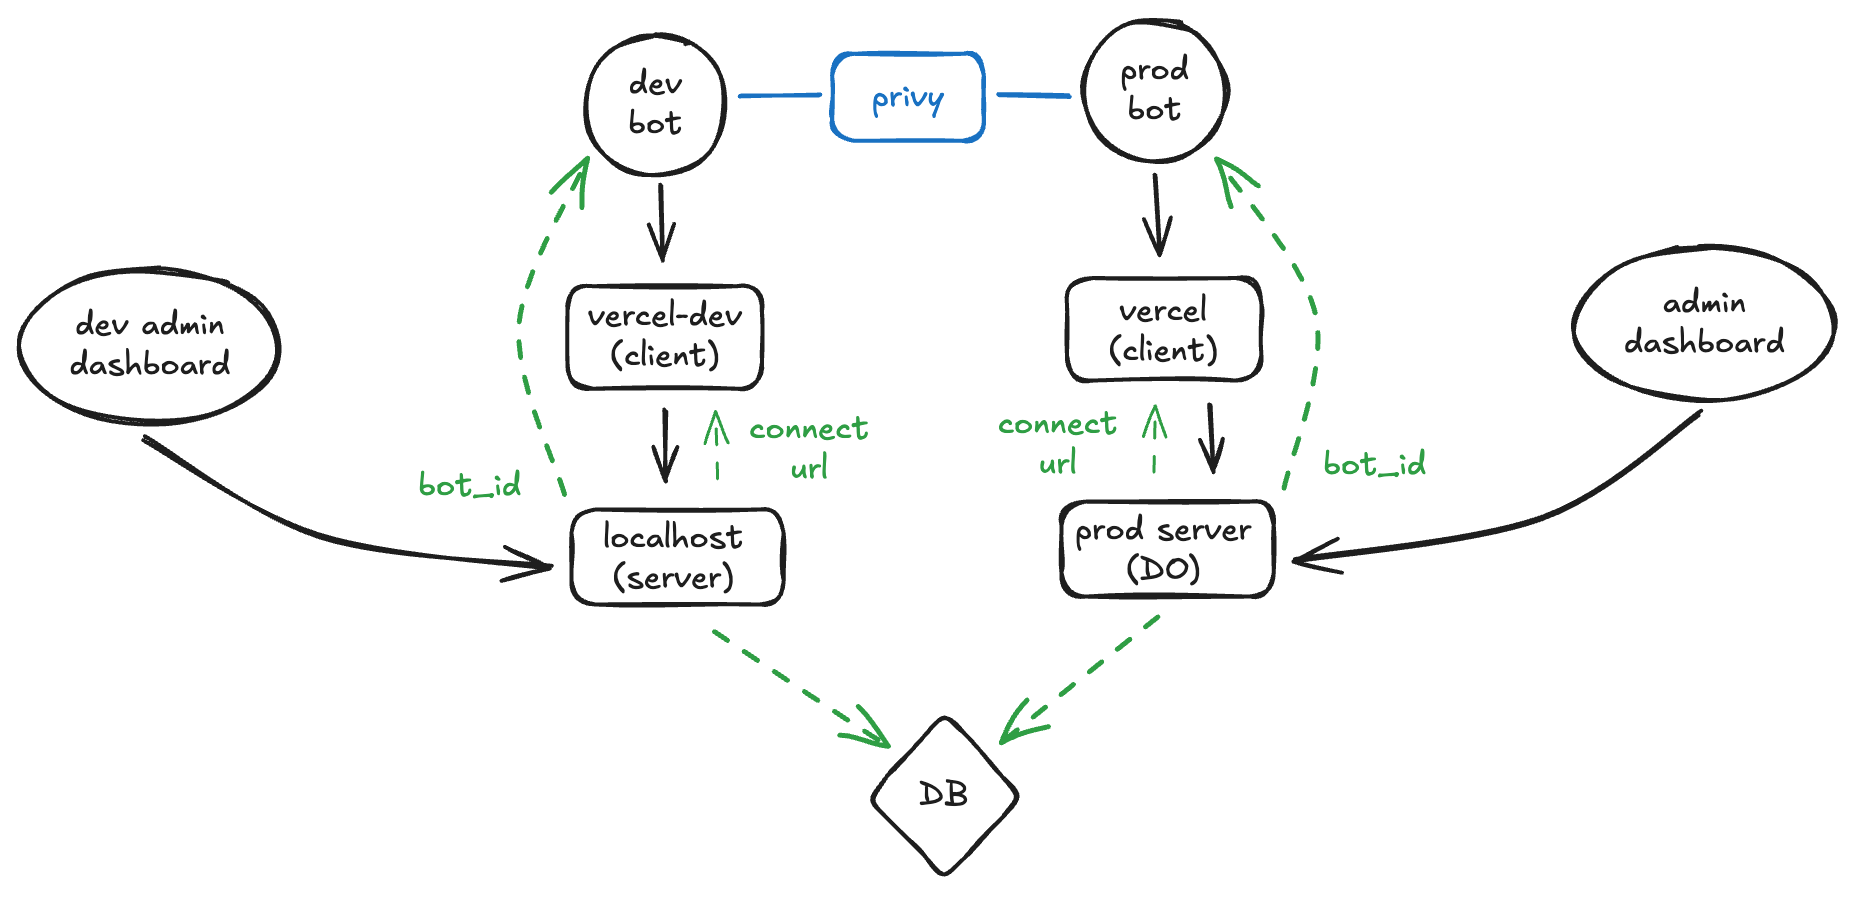 dev
bot
privy
prod
bot
dev admin
dashboard
vercel-dev
(client)
vercel
(client)
admin
dashboard
connect
url
connect
url
bot_id
bot_id
localhost
(server)
prod server
(DO)
DB